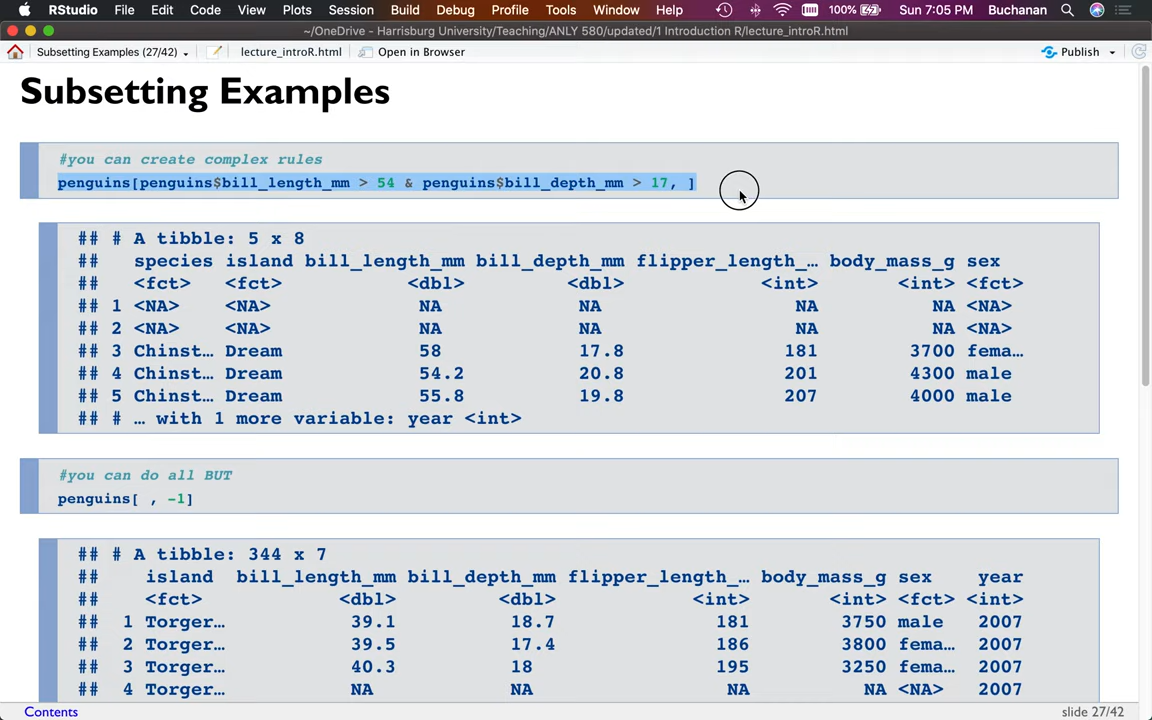 RStudio File Edit Code View Plots Session Build Debug Profile Tools Window Help 100% Sun 7:05 PM Buchanan
~/OneDrive - Harrisburg University/Teaching/ANLY 580/updated/1 Introduction R/lecture_introR.html
Subsetting Examples (27/42) lecture_introR.html Open in Browser Publish
Subsetting Examples
#you can create complex rules
penguins[penguins$bill_length_mm > 54 & penguins$bill_depth_mm > 17, ]
## # A tibble: 5 x 8
## species island bill_length_mm bill_depth_mm flipper_length_… body_mass_g sex
## <fct> <fct> <dbl> <dbl> <int> <int> <fct>
## 1 <NA> <NA> NA NA NA NA <NA>
## 2 <NA> <NA> NA NA NA NA <NA>
## 3 Chinst… Dream 58 17.8 181 3700 fema…
## 4 Chinst… Dream 54.2 20.8 201 4300 male
## 5 Chinst… Dream 55.8 19.8 207 4000 male
## # … with 1 more variable: year <int>
#you can do all BUT
penguins[ , -1]
## # A tibble: 344 x 7
## island bill_length_mm bill_depth_mm flipper_length_… body_mass_g sex year
## <fct> <dbl> <dbl> <int> <int> <fct> <int>
## 1 Torger… 39.1 18.7 181 3750 male 2007
## 2 Torger… 39.5 17.4 186 3800 fema… 2007
## 3 Torger… 40.3 18 195 3250 fema… 2007
## 4 Torger… NA NA NA NA <NA> 2007
Contents slide 27/42